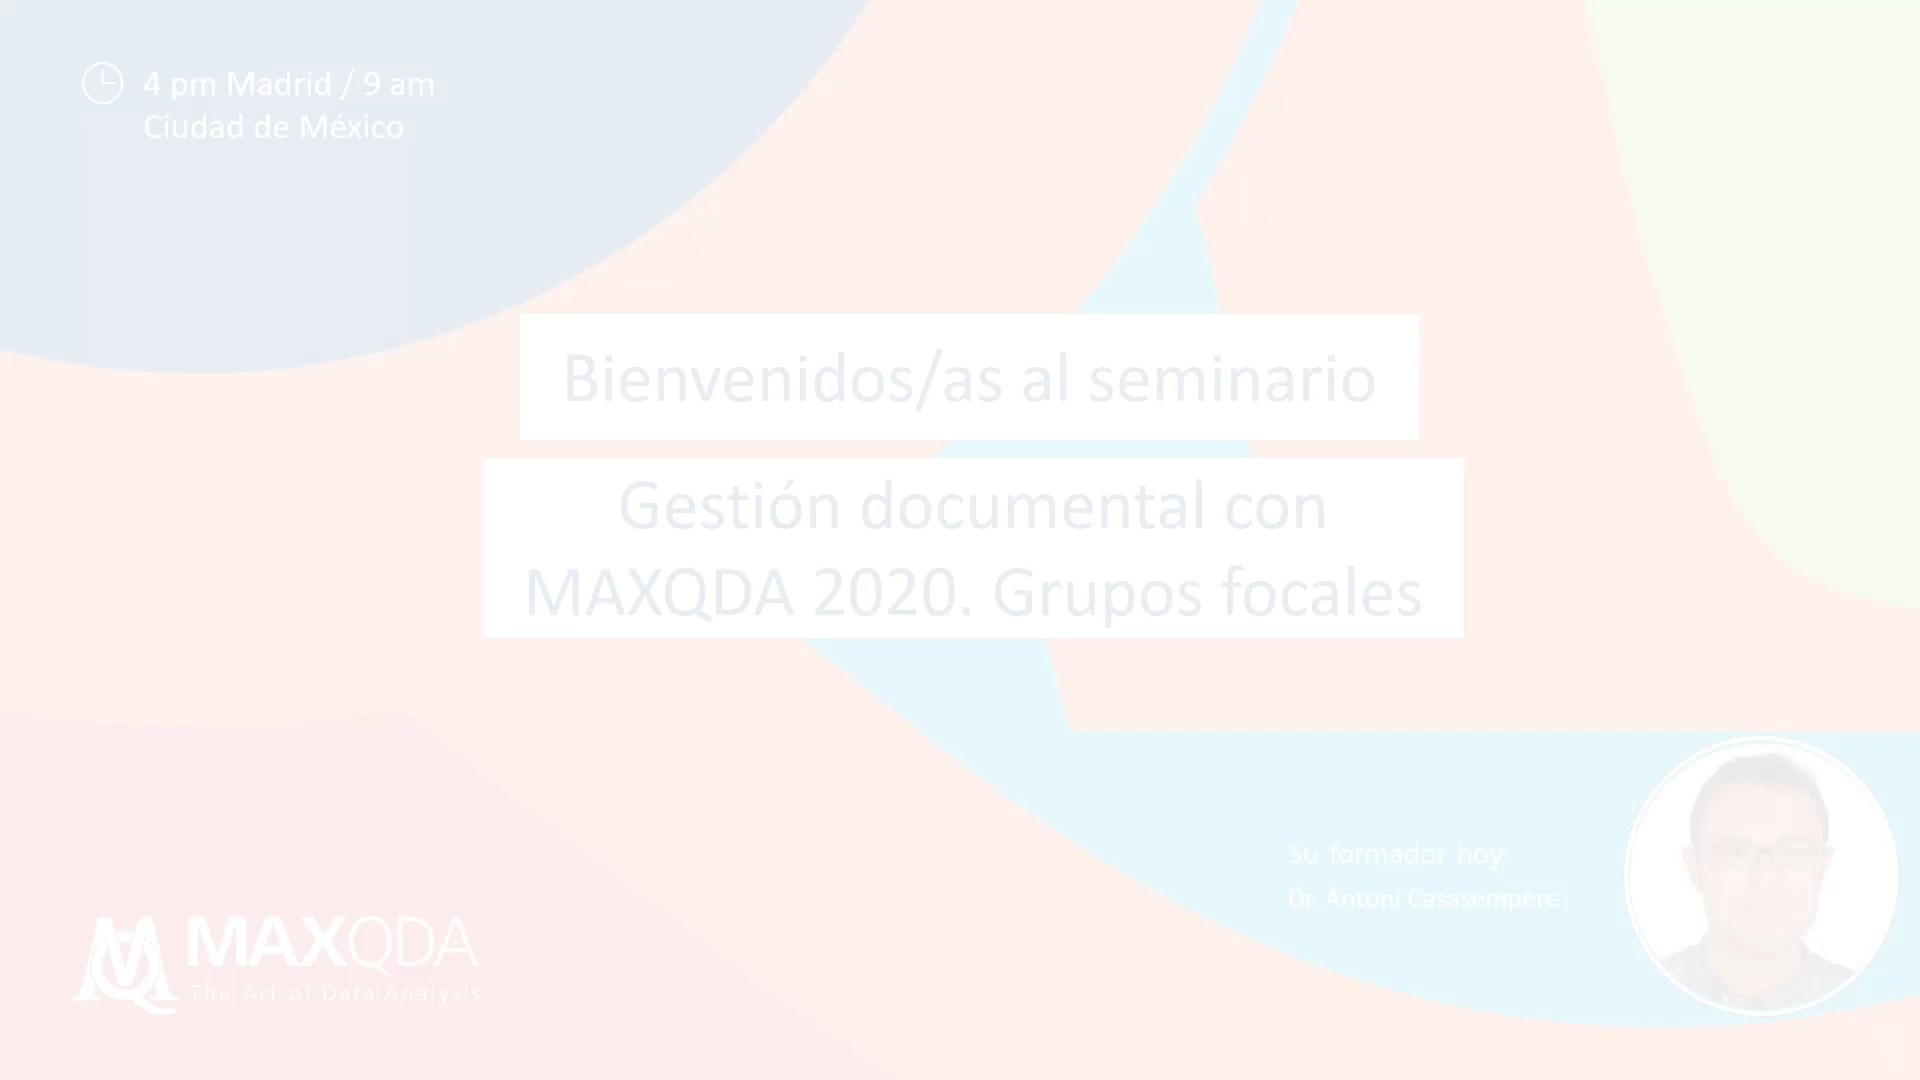 4 pm Madrid / 9 am
Ciudad de México
Bienvenidos/as al seminario
Gestión documental con
MAXQDA 2020. Grupos focales
Su formador hoy:
Dr. Antoni Casasempere
MAXQDA
The Art of Data Analysis